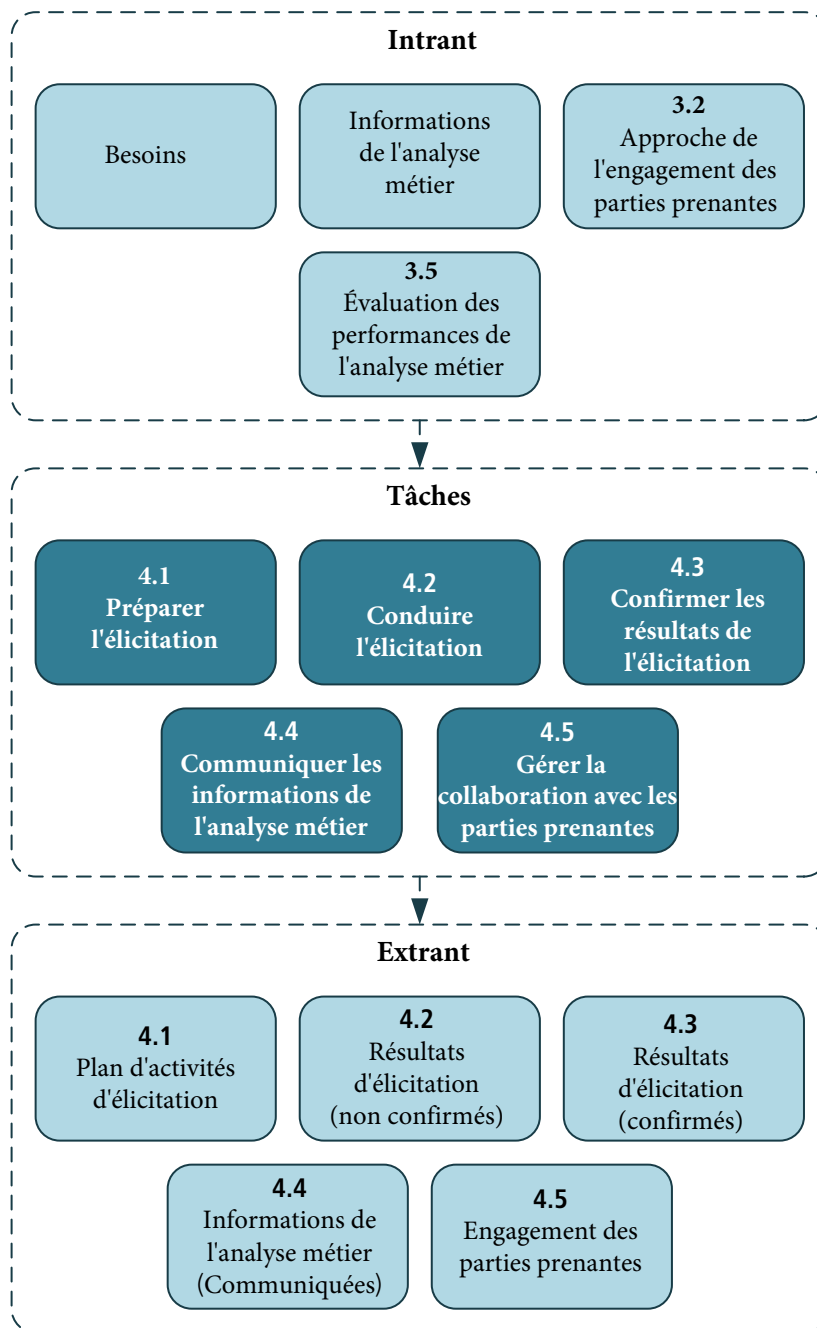 Intrant
Besoins
Informations
de l'analyse
métier
3.2
Approche de
l'engagement des
parties prenantes
3.5
Évaluation des
performances de
l'analyse métier
Tâches
4.1
Préparer
l'élicitation
4.2
Conduire
l'élicitation
4.3
Confirmer les
résultats de
l'élicitation
4.4
Communiquer les
informations de
l'analyse métier
4.5
Gérer la
collaboration avec les
parties prenantes
Extrant
4.1
Plan d'activités
d'élicitation
4.2
Résultats
d'élicitation
(non confirmés)
4.3
Résultats
d'élicitation
(confirmés)
4.4
Informations de
l'analyse métier
(Communiquées)
4.5
Engagement des
parties prenantes